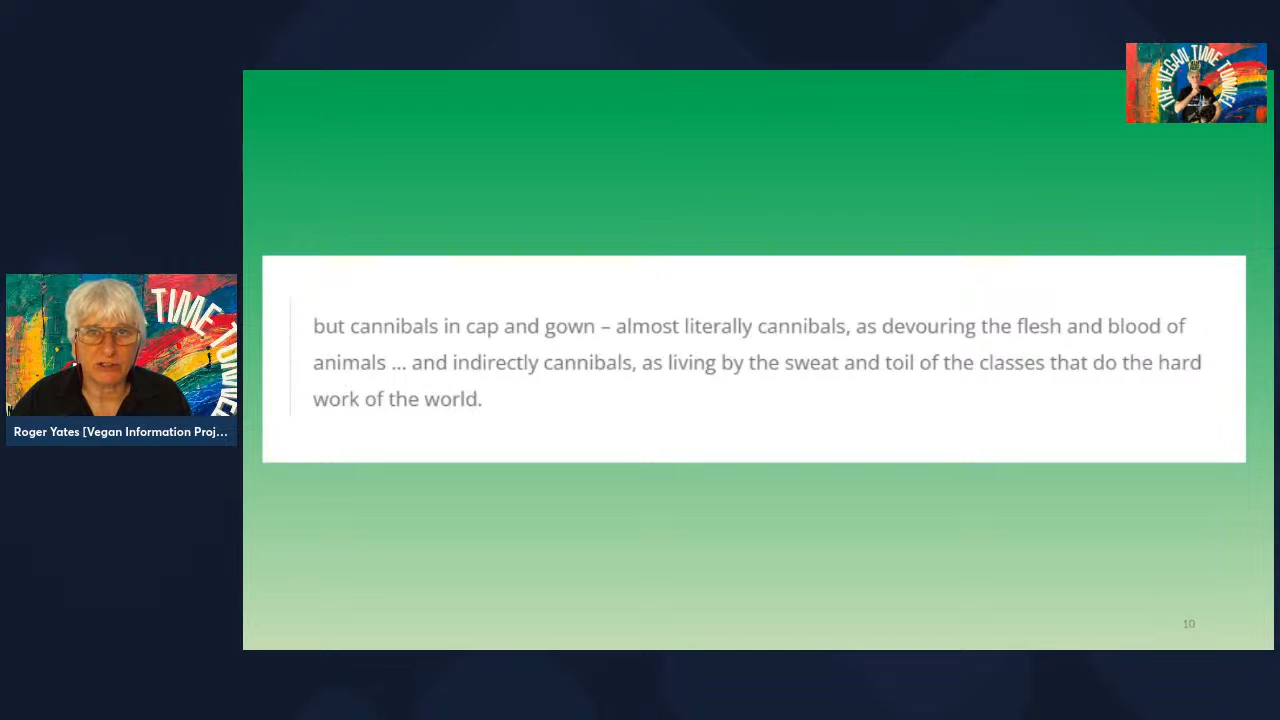 THE VEGAN TIME TUNNEL
but cannibals in cap and gown – almost literally cannibals, as devouring the flesh and blood of
animals ... and indirectly cannibals, as living by the sweat and toil of the classes that do the hard
work of the world.
TIME TUNNEL
Roger Yates [Vegan Information Proj...
10